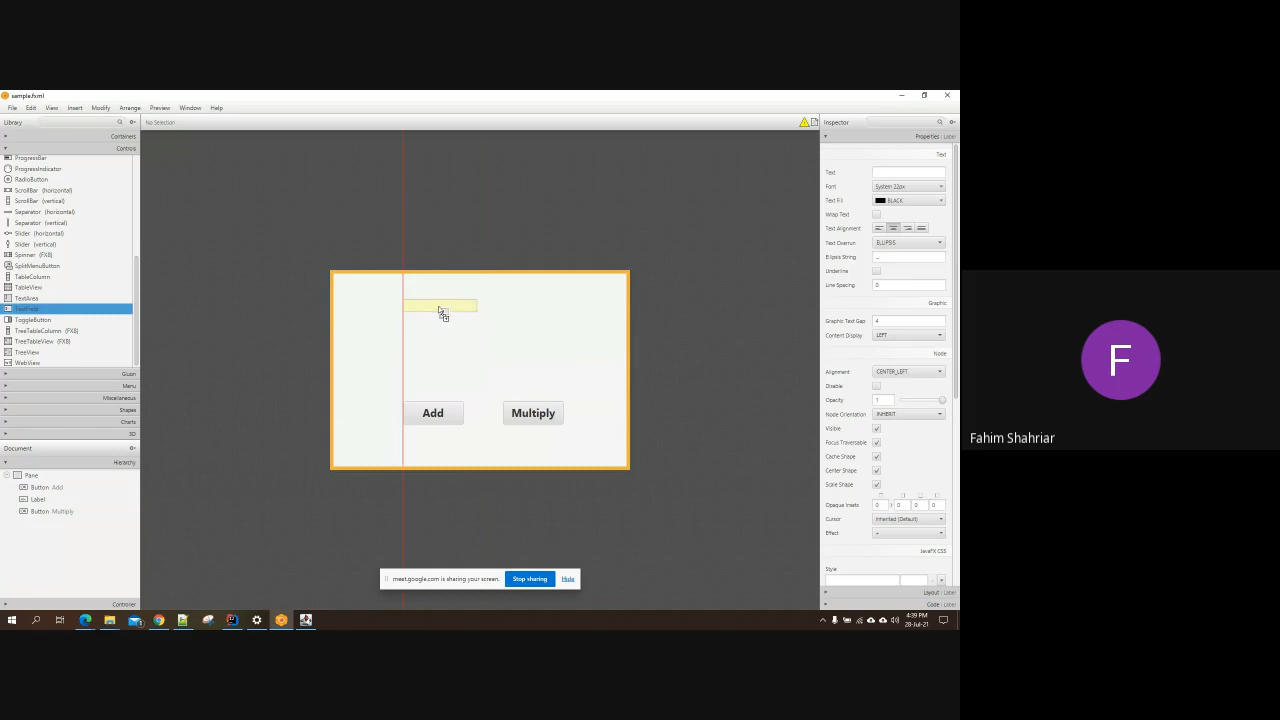 sample.fxml
File Edit View Insert Modify Arrange Preview Window Help
Library
No Selection
Inspector
Containers
Controls
ProgressBar
ProgressIndicator
RadioButton
ScrollBar (horizontal)
ScrollBar (vertical)
Separator (horizontal)
Separator (vertical)
Slider (horizontal)
Slider (vertical)
Spinner (FX8)
SplitMenuButton
TableColumn
TableView
TextArea
TextField
ToggleButton
TreeTableColumn (FX8)
TreeTableView (FX8)
TreeView
WebView
Gluon
Menu
Miscellaneous
Shapes
Charts
3D
Document
Hierarchy
Pane
Button Add
Label
Button Multiply
Controller
Add
Multiply
meet.google.com is sharing your screen.
Stop sharing
Hide
Properties : Label
Text
Text
Font System 22px
Text Fill BLACK
Wrap Text
Text Alignment
Text Overrun ELLIPSIS
Ellipsis String ...
Underline
Line Spacing 0
Graphic
Graphic Text Gap 4
Content Display LEFT
Node
Alignment CENTER_LEFT
Disable
Opacity 1
Node Orientation INHERIT
Visible
Focus Traversable
Cache Shape
Center Shape
Scale Shape
Opaque Insets 0 0 0 0
Cursor Inherited (Default)
Effect +
JavaFX CSS
Style
Layout : Label
Code : Label
4:39 PM
28-Jul-21
F
Fahim Shahriar